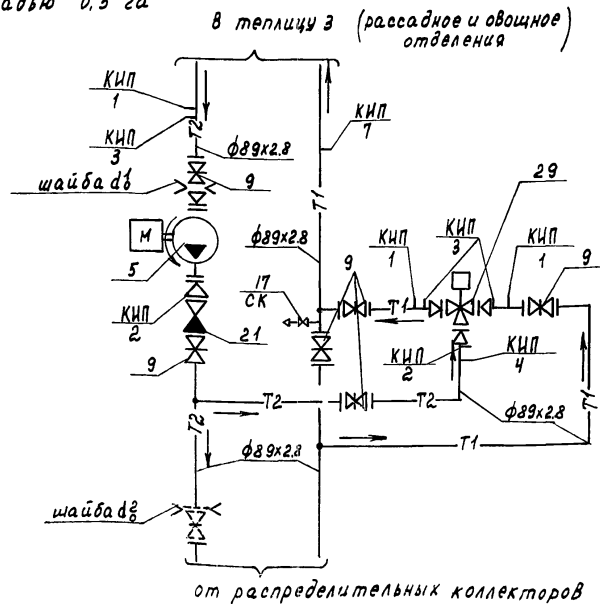 адью 0,5 га
в теплицу 3 (рассадное и овощное
отделения)
КИП
1
КИП
3
Т2
ф89х2.8
шайба d¹₀
9
М
5
КИП
2
21
9
КИП
7
Т1
ф89х2.8
17
СК
9
Т1
КИП
1
КИП
3
29
КИП
1
9
КИП
2
КИП
4
Т2
Т2
ф89х2.8
Т1
Т2
ф89х2.8
Т1
шайба d²₀
от распределительных коллекторов